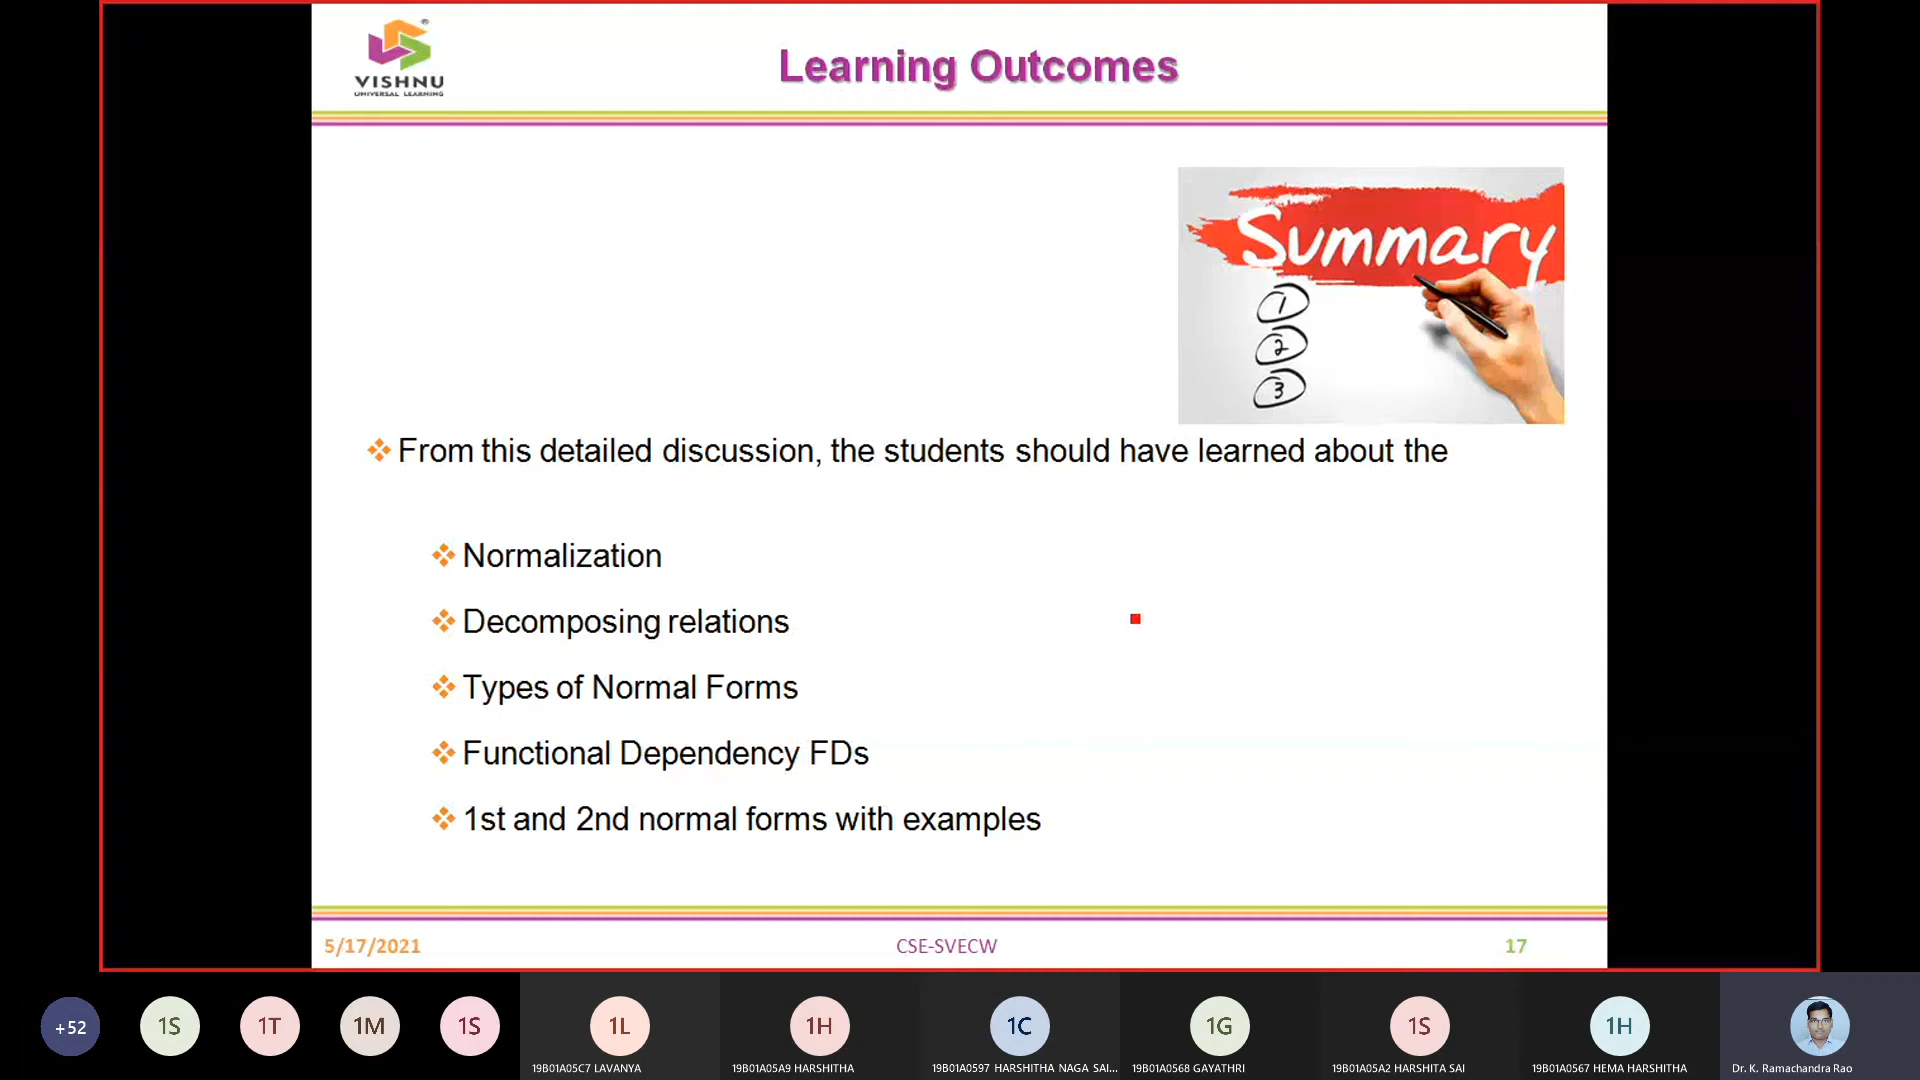 VISHNU
UNIVERSAL LEARNING
Learning Outcomes
Summary
1
2
3
From this detailed discussion, the students should have learned about the
Normalization
Decomposing relations
Types of Normal Forms
Functional Dependency FDs
1st and 2nd normal forms with examples
5/17/2021
CSE-SVECW
17
+52
1S
1T
1M
1S
1L
1H
1C
1G
1S
1H
19B01A05C7 LAVANYA
19B01A05A9 HARSHITHA
19B01A0597 HARSHITHA NAGA SAI...
19B01A0568 GAYATHRI
19B01A05A2 HARSHITA SAI
19B01A0567 HEMA HARSHITHA
Dr. K. Ramachandra Rao